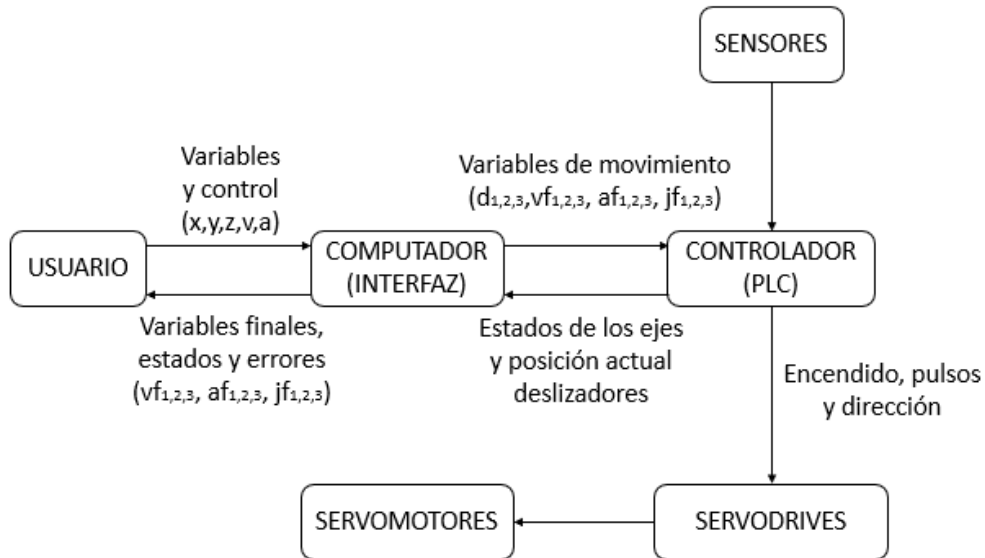 SENSORES
Variables
y control
(x,y,z,v,a)
Variables de movimiento
(d1,2,3,vf1,2,3, af1,2,3, jf1,2,3)
USUARIO
COMPUTADOR
(INTERFAZ)
CONTROLADOR
(PLC)
Variables finales,
estados y errores
(vf1,2,3, af1,2,3, jf1,2,3)
Estados de los ejes
y posición actual
deslizadores
Encendido, pulsos
y dirección
SERVOMOTORES
SERVODRIVES